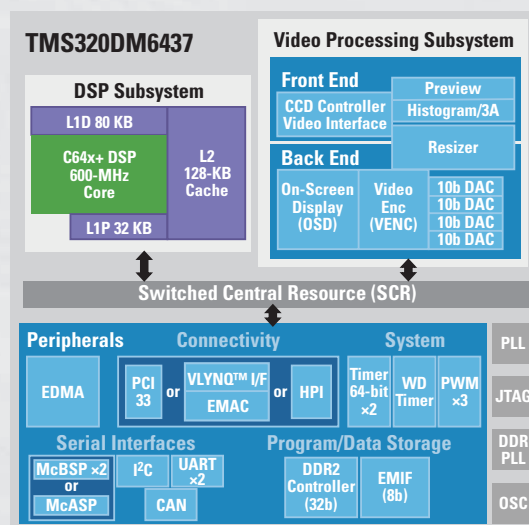 TMS320DM6437
DSP Subsystem
L1D 80 KB
C64x+ DSP
600-MHz
Core
L2
128-KB
Cache
L1P 32 KB
Video Processing Subsystem
Front End
CCD Controller
Video Interface
Preview
Histogram/3A
Resizer
Back End
On-Screen
Display
(OSD)
Video
Enc
(VENC)
10b DAC
10b DAC
10b DAC
10b DAC
Switched Central Resource (SCR)
Peripherals
EDMA
Connectivity
PCI
33
or
VLYNQ™ I/F
EMAC
or
HPI
System
Timer
64-bit
×2
WD
Timer
PWM
×3
Serial Interfaces
McBSP ×2
or
McASP
I²C
UART
×2
CAN
Program/Data Storage
DDR2
Controller
(32b)
EMIF
(8b)
PLL
JTAG
DDR
PLL
OSC